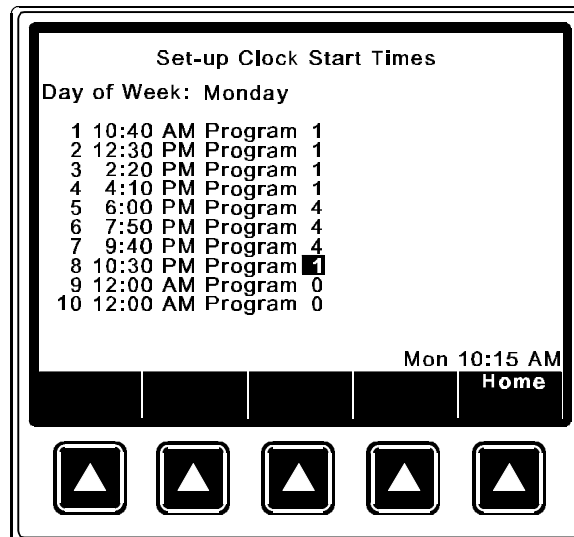 Set-up Clock Start Times
Day of Week: Monday
1 10:40 AM Program 1
2 12:30 PM Program 1
3 2:20 PM Program 1
4 4:10 PM Program 1
5 6:00 PM Program 4
6 7:50 PM Program 4
7 9:40 PM Program 4
8 10:30 PM Program 1
9 12:00 AM Program 0
10 12:00 AM Program 0
Mon 10:15 AM
Home